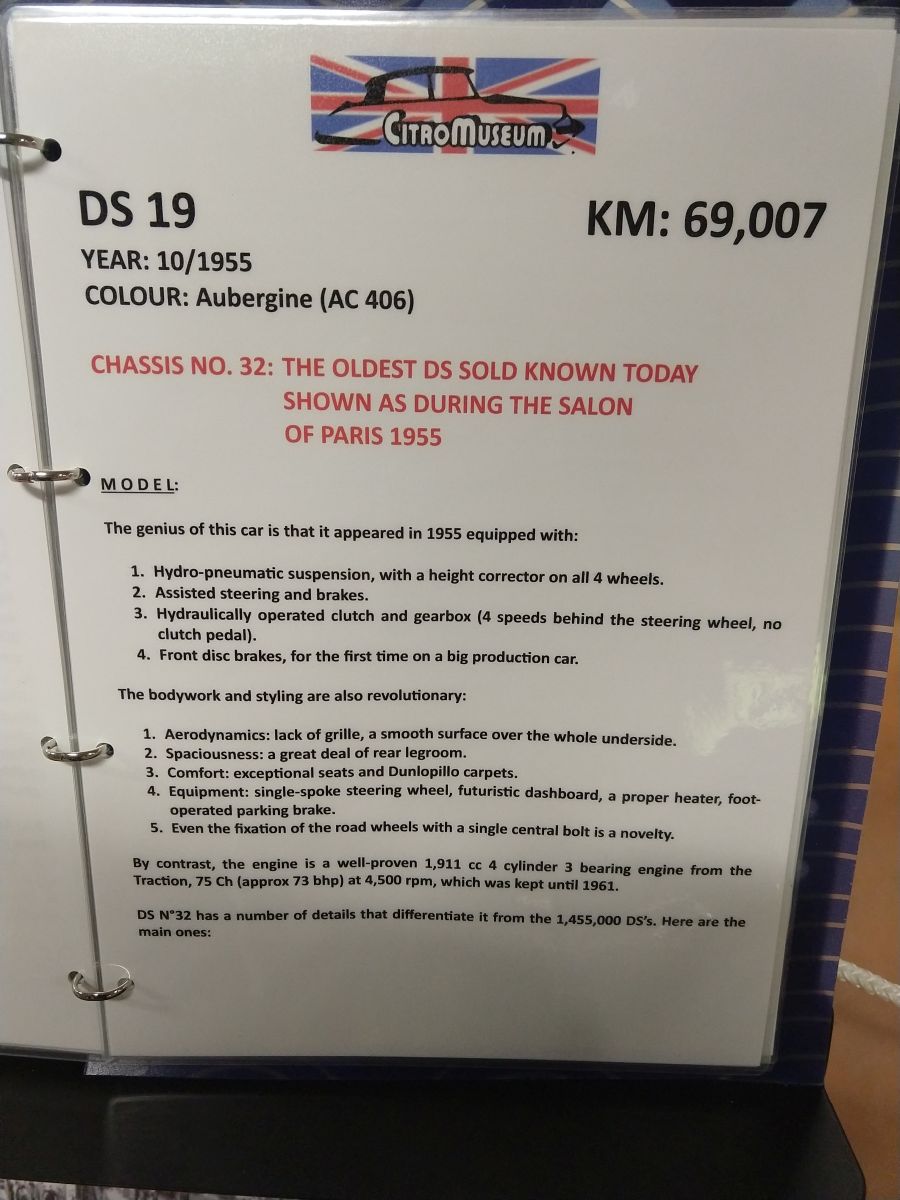 CITROMUSEUM
DS 19
KM: 69,007
YEAR: 10/1955
COLOUR: Aubergine (AC 406)
CHASSIS NO. 32: THE OLDEST DS SOLD KNOWN TODAY
SHOWN AS DURING THE SALON
OF PARIS 1955
MODEL:
The genius of this car is that it appeared in 1955 equipped with:
1. Hydro-pneumatic suspension, with a height corrector on all 4 wheels.
2. Assisted steering and brakes.
3. Hydraulically operated clutch and gearbox (4 speeds behind the steering wheel, no
clutch pedal).
4. Front disc brakes, for the first time on a big production car.
The bodywork and styling are also revolutionary:
1. Aerodynamics: lack of grille, a smooth surface over the whole underside.
2. Spaciousness: a great deal of rear legroom.
3. Comfort: exceptional seats and Dunlopillo carpets.
4. Equipment: single-spoke steering wheel, futuristic dashboard, a proper heater, foot-
operated parking brake.
5. Even the fixation of the road wheels with a single central bolt is a novelty.
By contrast, the engine is a well-proven 1,911 cc 4 cylinder 3 bearing engine from the
Traction, 75 Ch (approx 73 bhp) at 4,500 rpm, which was kept until 1961.
DS N°32 has a number of details that differentiate it from the 1,455,000 DS's. Here are the
main ones: